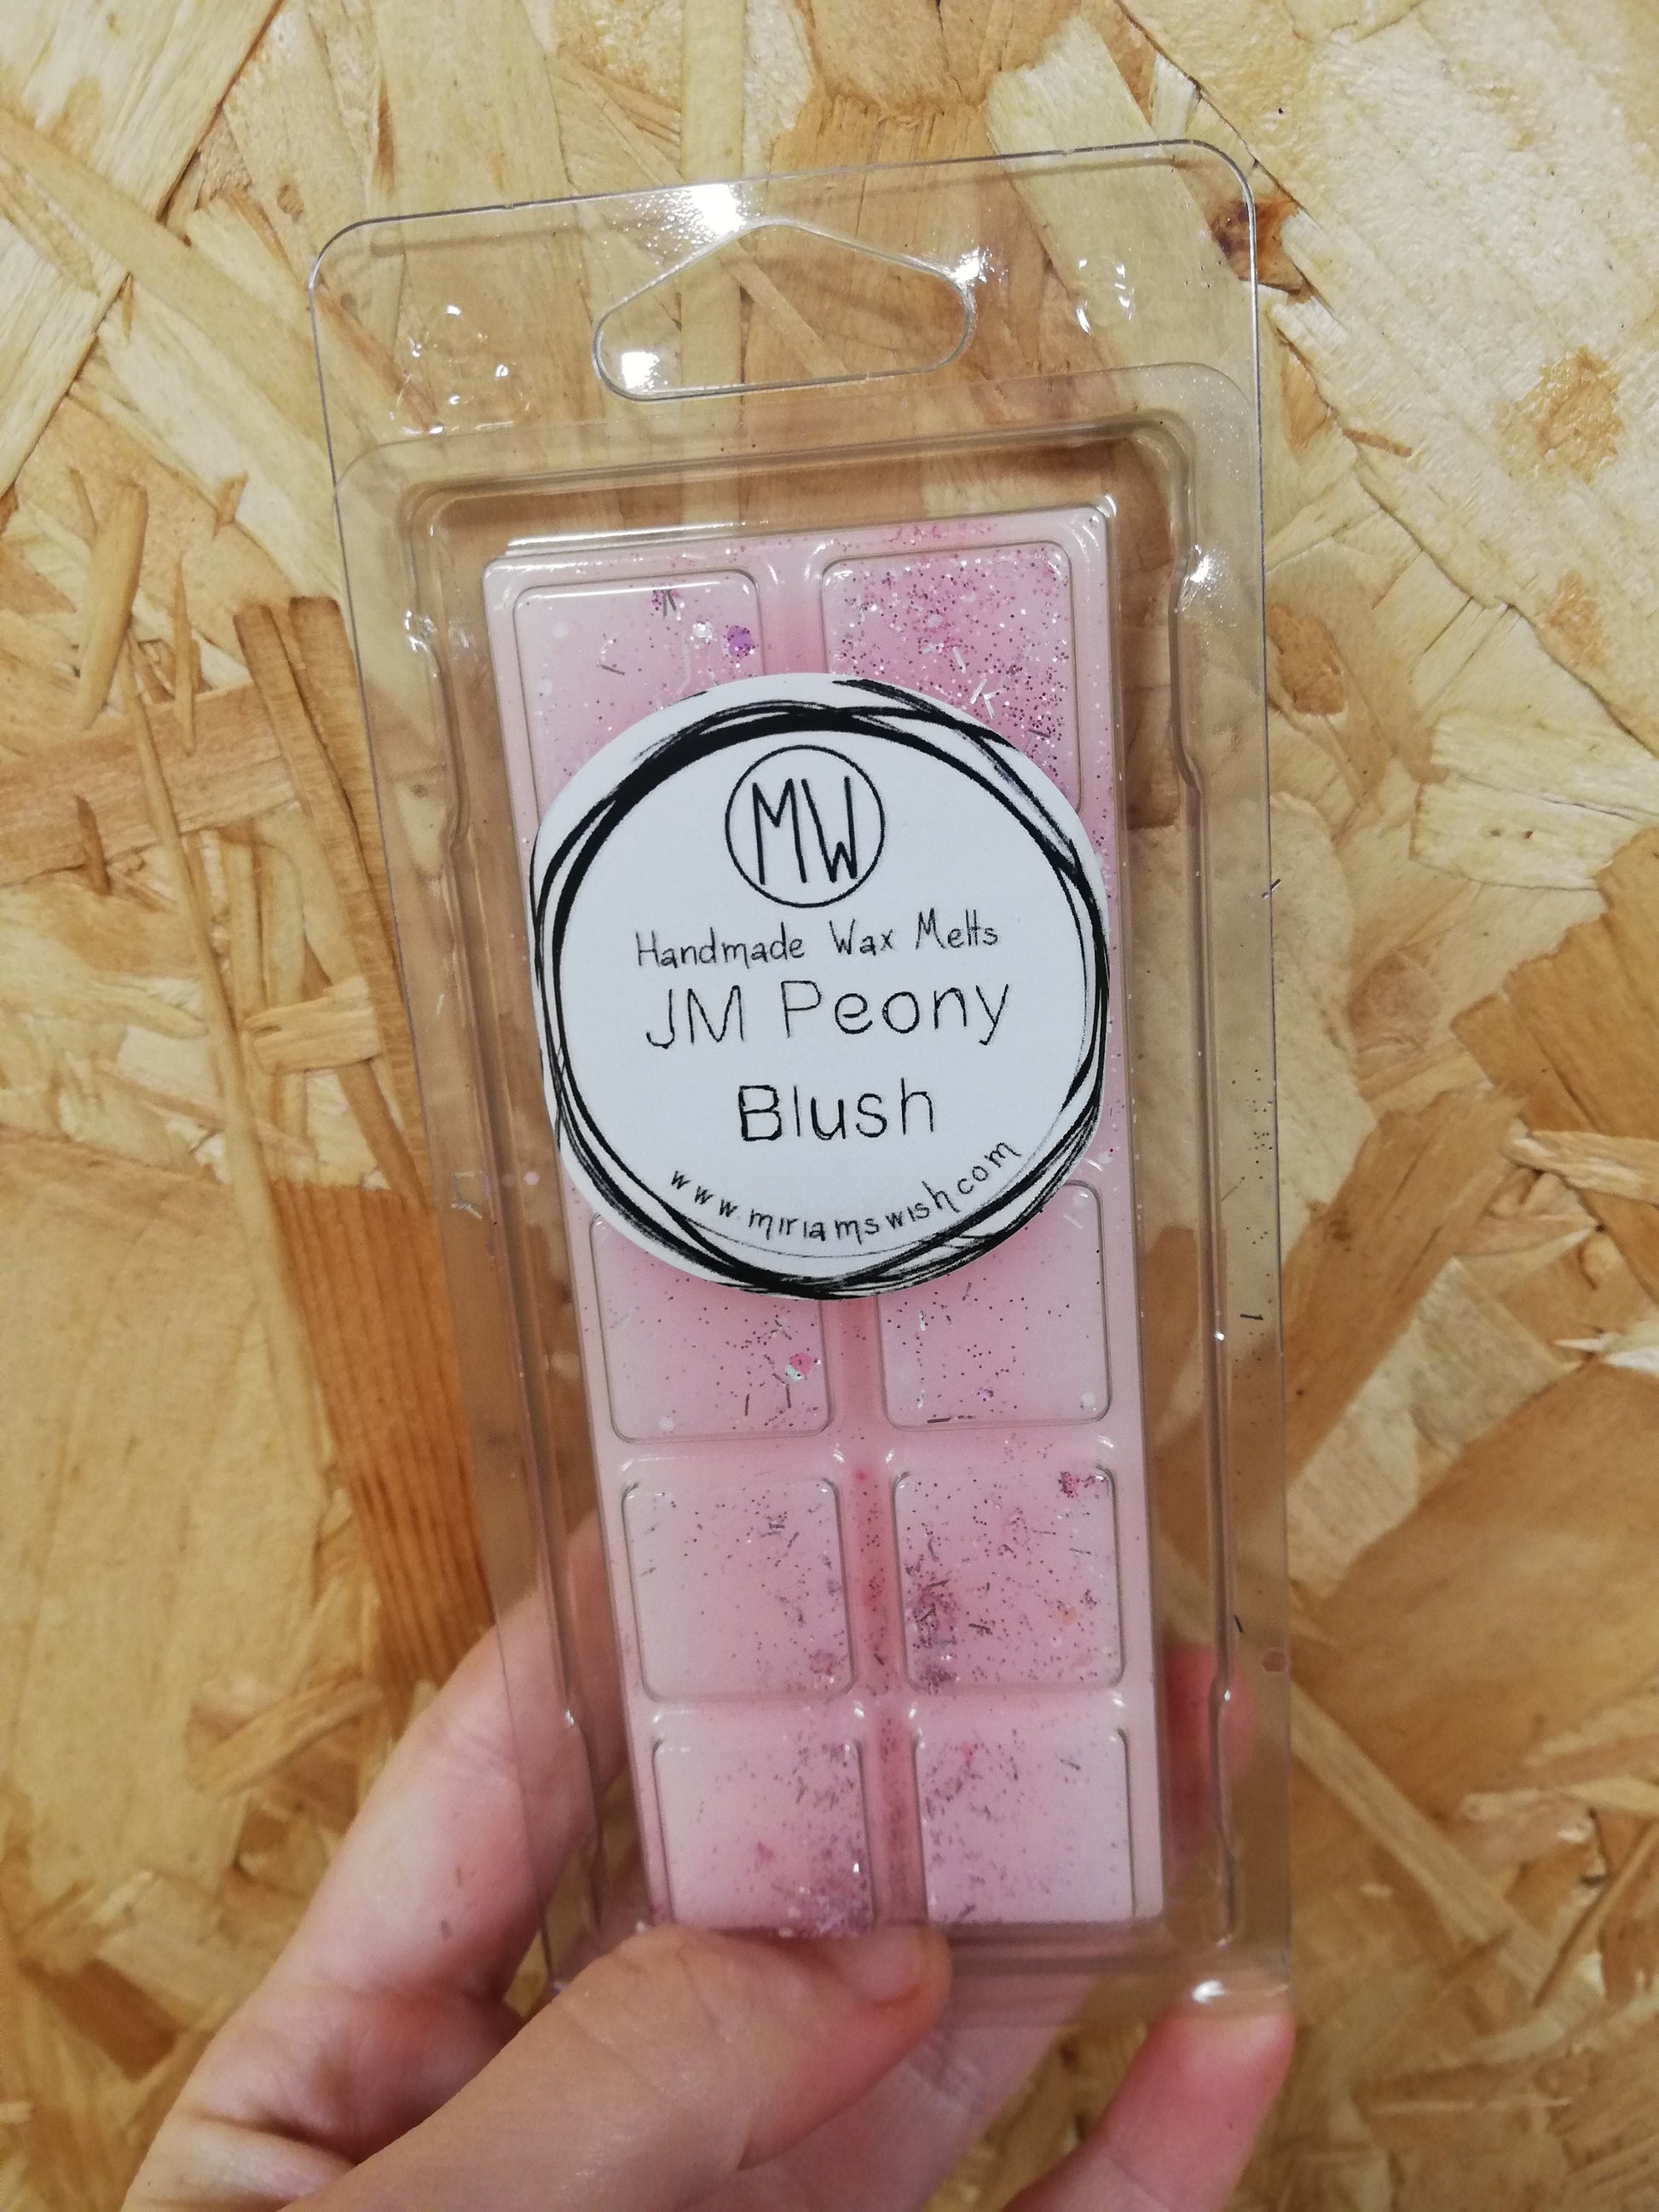 MW
Handmade Wax Melts
JM Peony
Blush
www.miriamswish.com